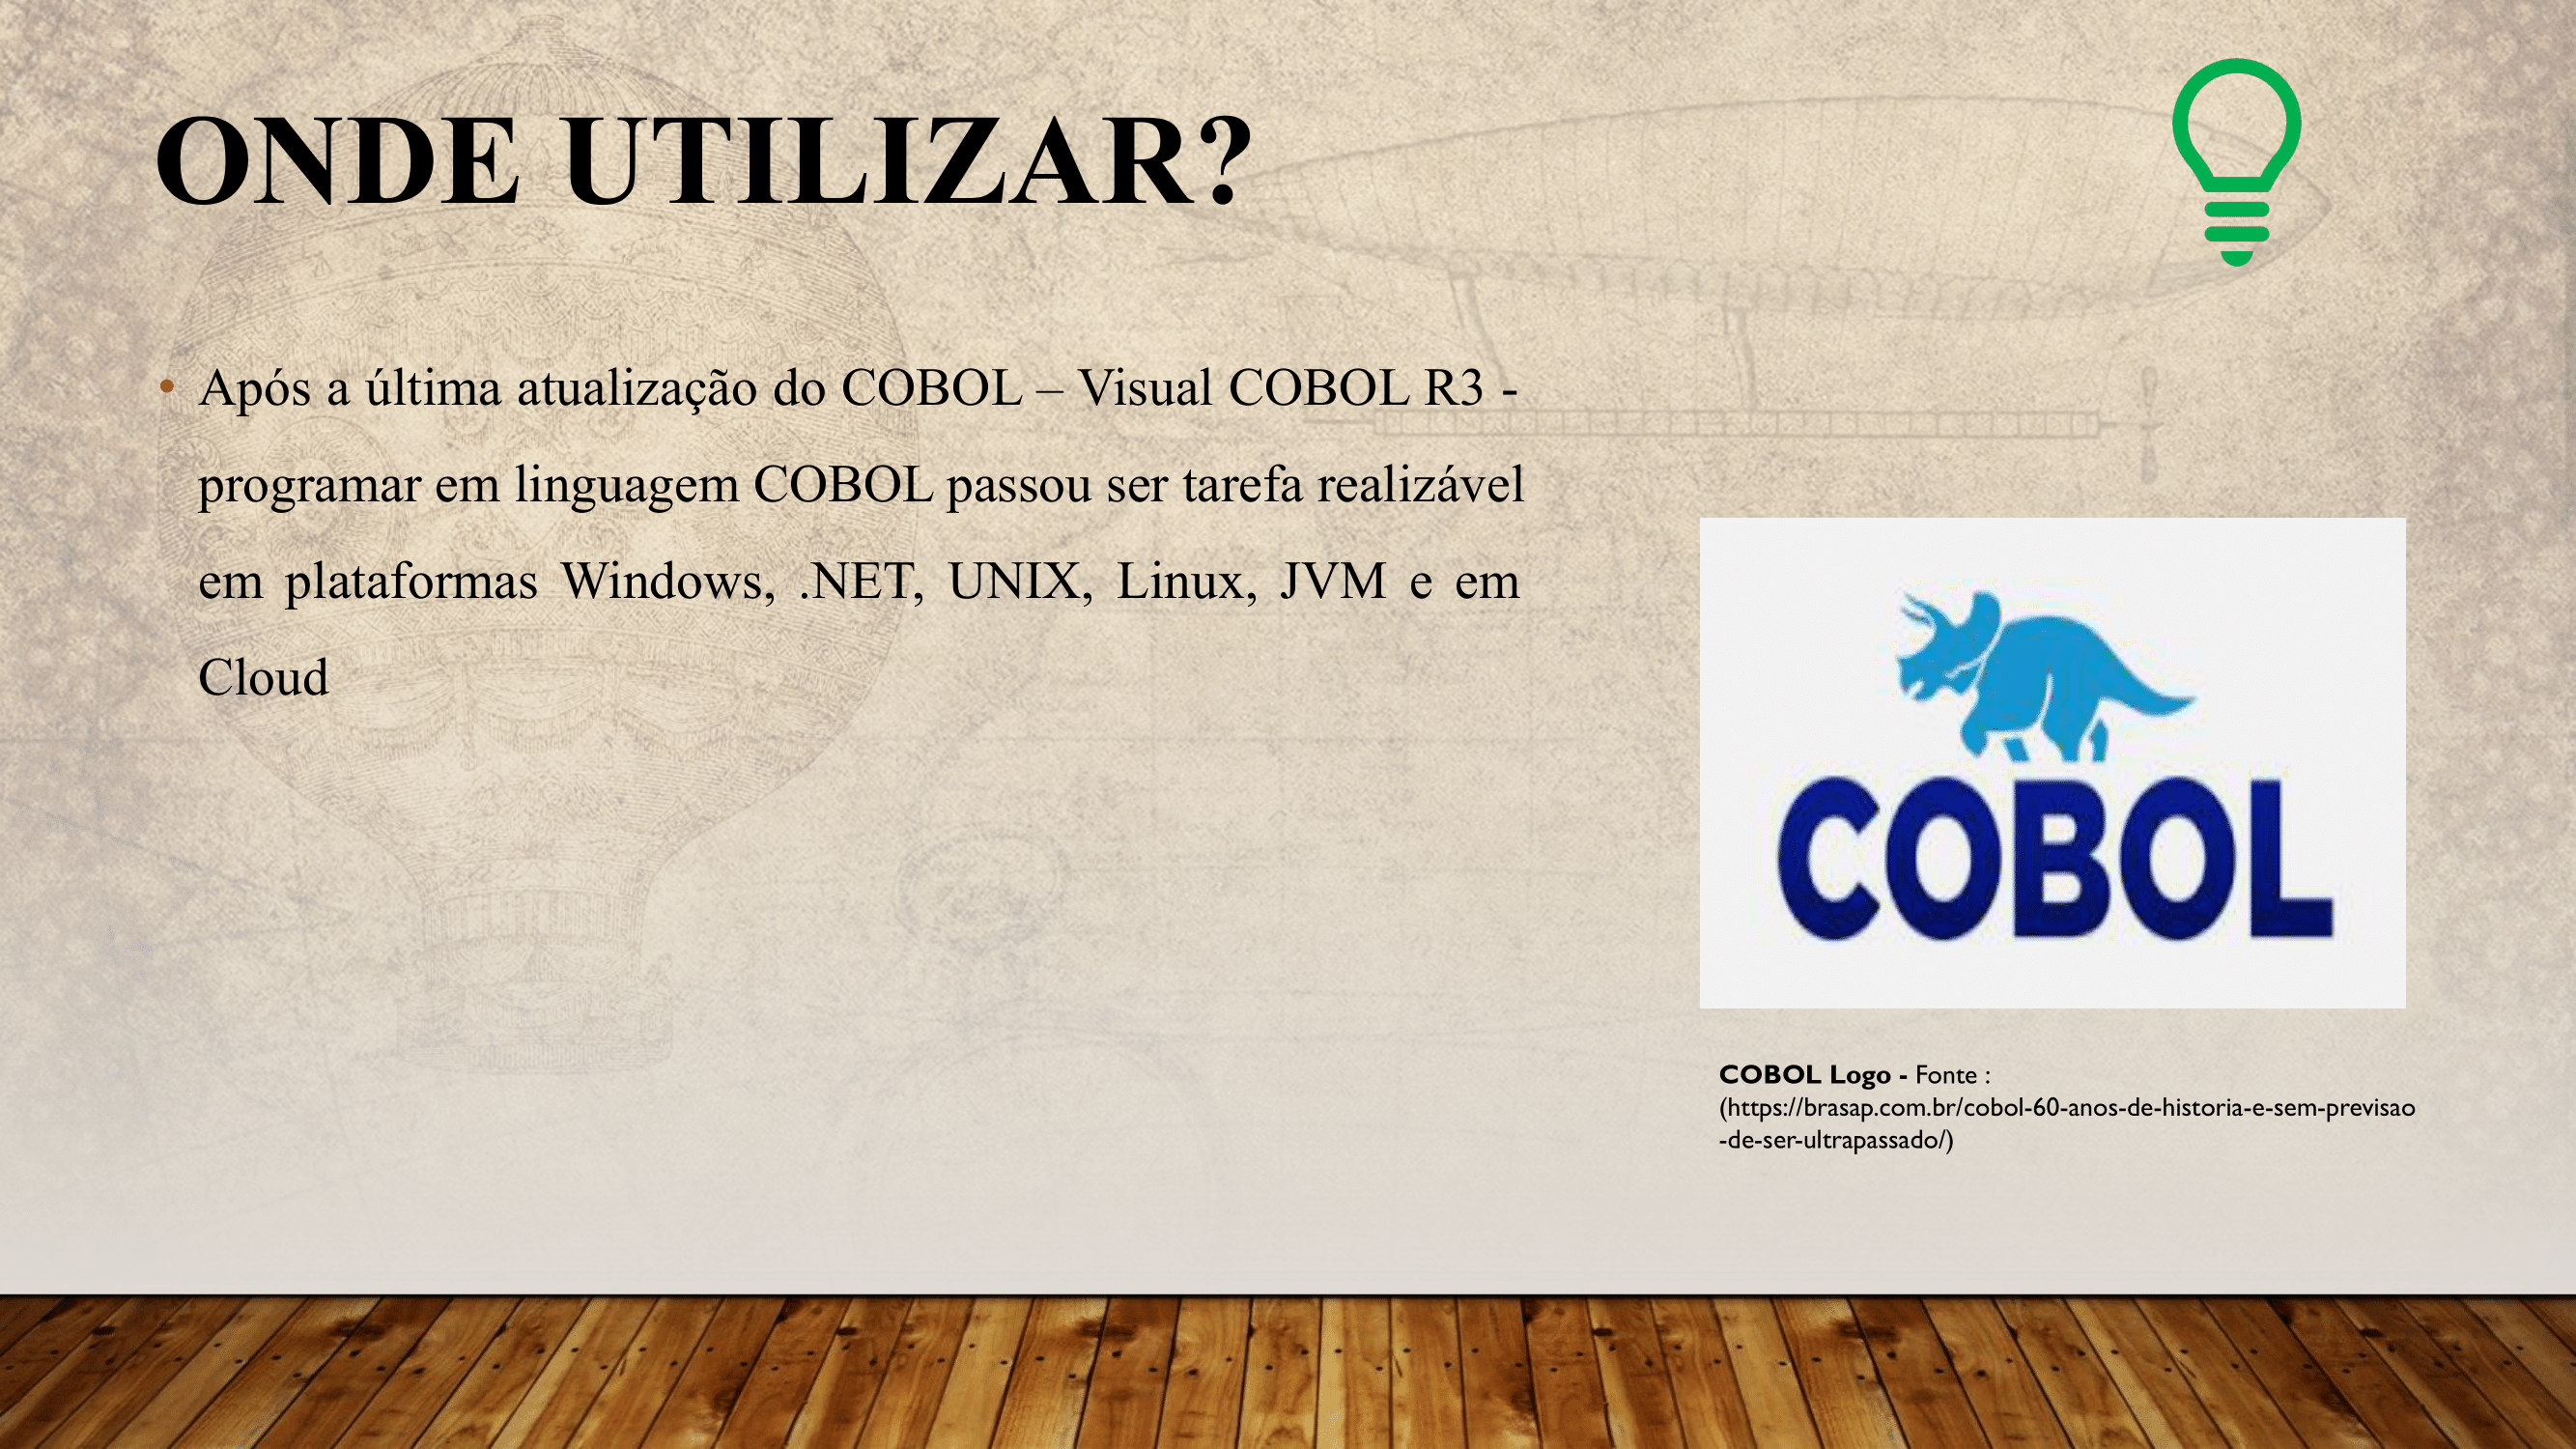 ONDE UTILIZAR?
• Após a última atualização do COBOL – Visual COBOL R3 -
programar em linguagem COBOL passou ser tarefa realizável
em plataformas Windows, .NET, UNIX, Linux, JVM e em
Cloud
COBOL
COBOL Logo - Fonte :
(https://brasap.com.br/cobol-60-anos-de-historia-e-sem-previsao
-de-ser-ultrapassado/)